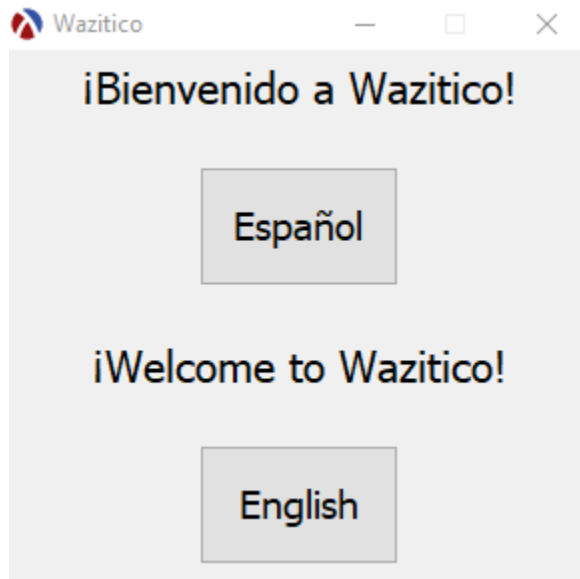 Wazitico
¡Bienvenido a Wazitico!
Español
¡Welcome to Wazitico!
English